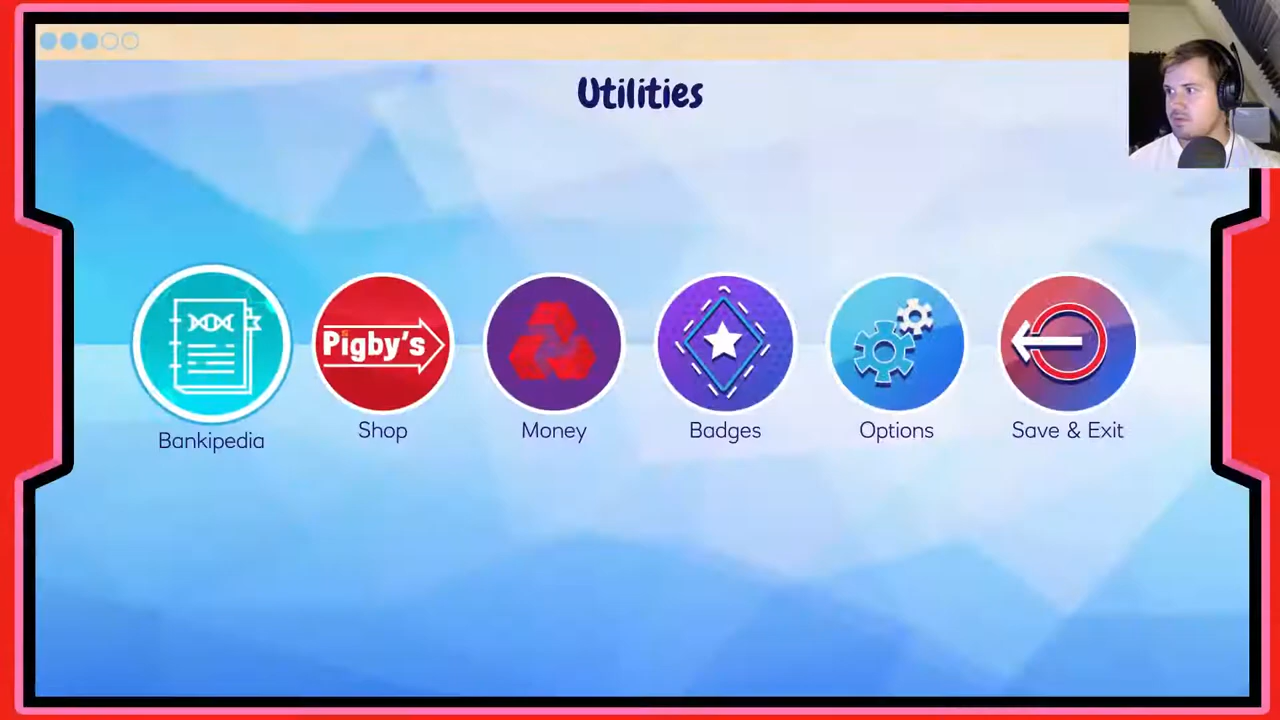 Utilities
Pigby's
Bankipedia
Shop
Money
Badges
Options
Save & Exit